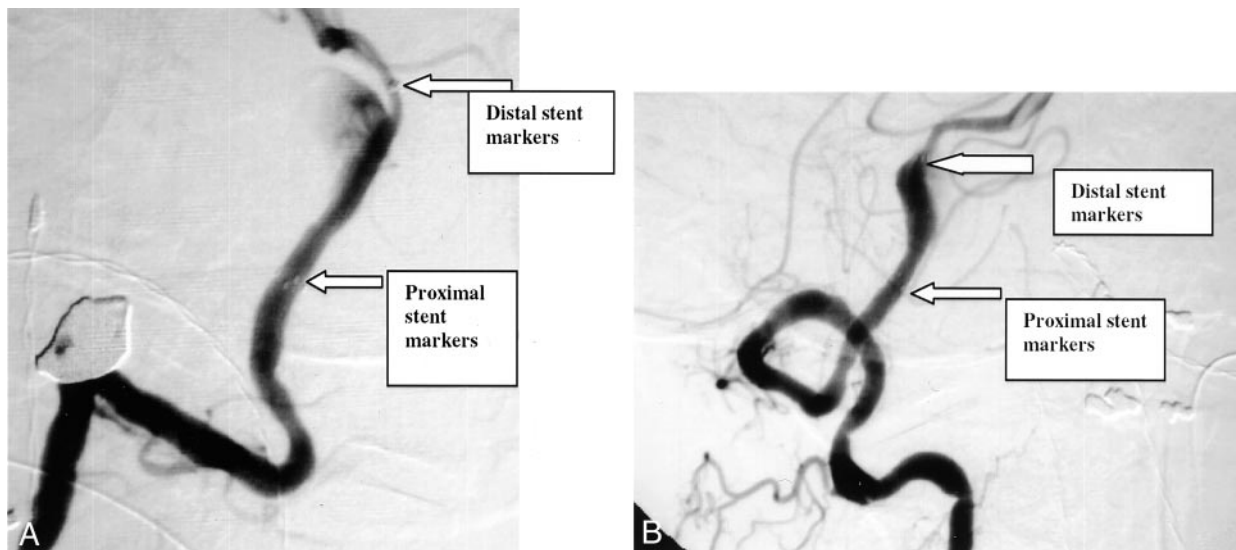 Distal stent
markers
Proximal
stent
markers
A
Distal stent
markers
Proximal stent
markers
B